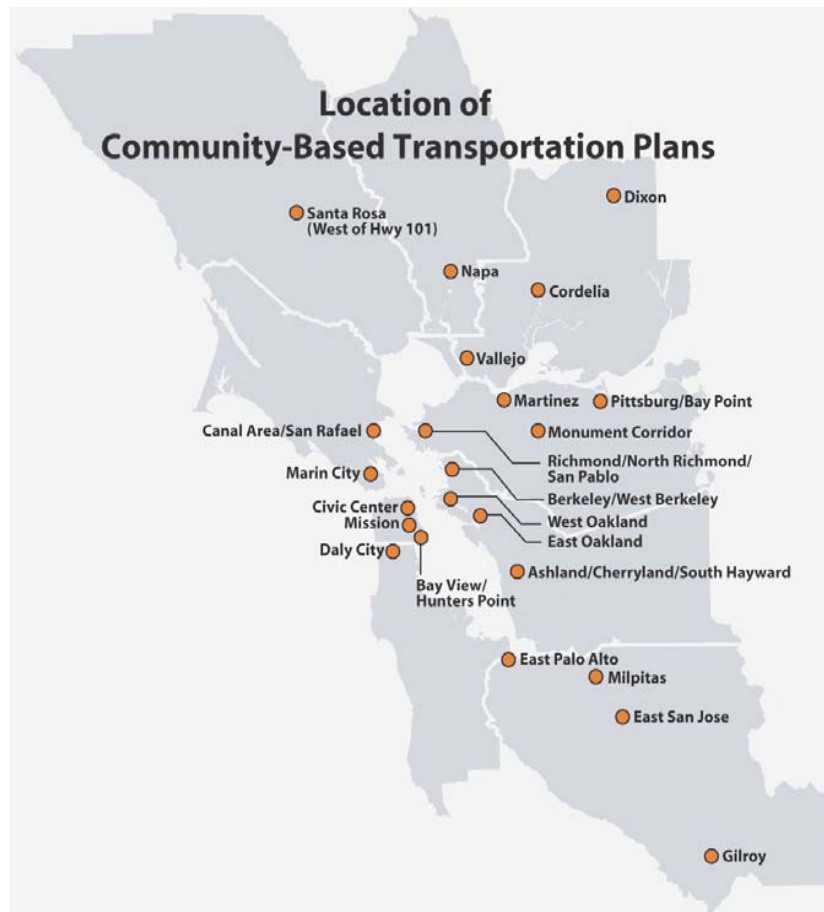 Location of
Community-Based Transportation Plans
Dixon
Santa Rosa
(West of Hwy 101)
Napa
Cordelia
Vallejo
Martinez
Pittsburg/Bay Point
Canal Area/San Rafael
Monument Corridor
Richmond/North Richmond/
San Pablo
Marin City
Berkeley/West Berkeley
Civic Center
West Oakland
Mission
East Oakland
Daly City
Ashland/Cherryland/South Hayward
Bay View/
Hunters Point
East Palo Alto
Milpitas
East San Jose
Gilroy